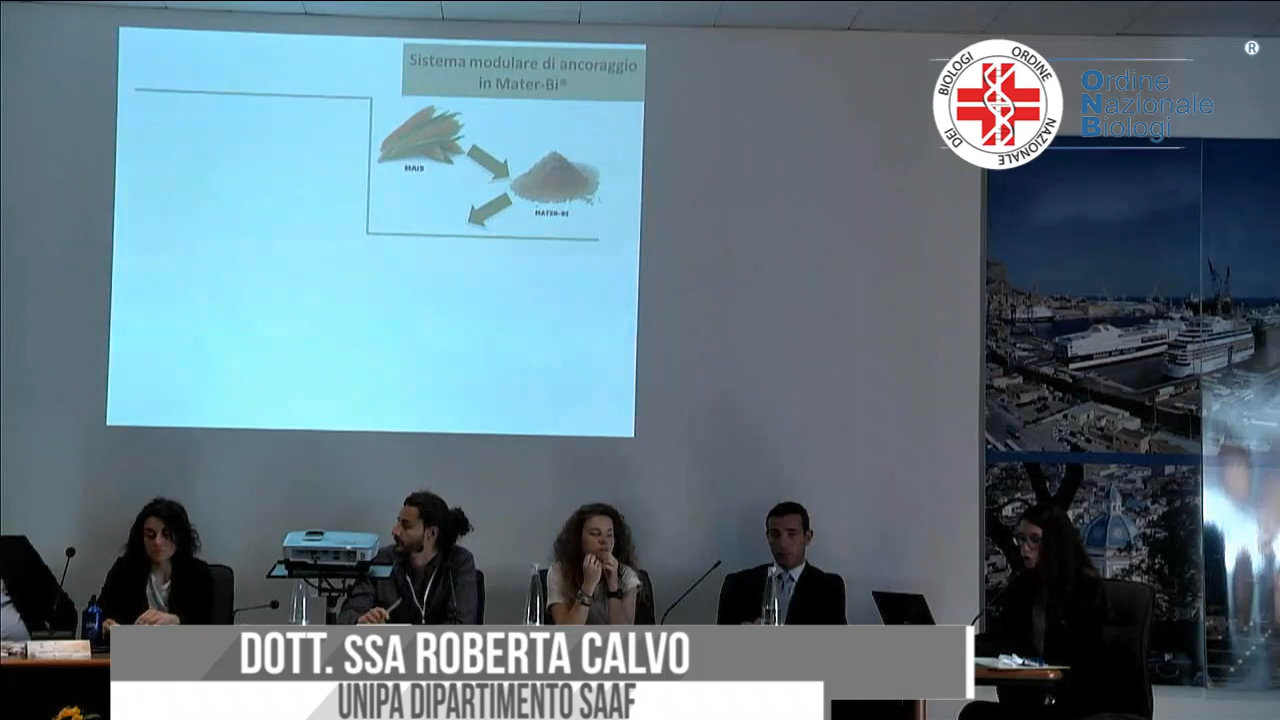 Sistema modulare di ancoraggio
in Mater-Bi®
MAIS
MATER-BI
BIOLOGI ORDINE NAZIONALE DEI
Ordine
Nazionale
Biologi
®
DOTT. SSA ROBERTA CALVO
UNIPA DIPARTIMENTO SAAF